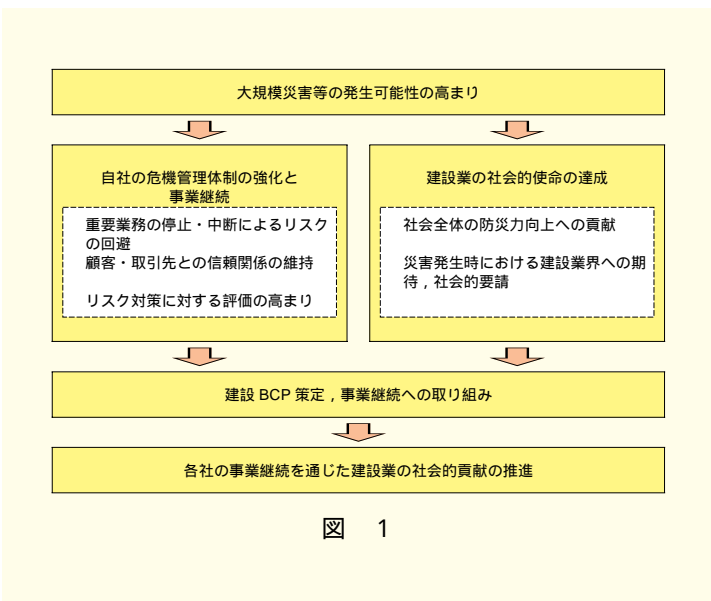 大規模災害等の発生可能性の高まり
自社の危機管理体制の強化と
事業継続
重要業務の停止・中断によるリスク
の回避
顧客・取引先との信頼関係の維持
リスク対策に対する評価の高まり
建設業の社会的使命の達成
社会全体の防災力向上への貢献
災害発生時における建設業界への期
待，社会的要請
建設 BCP 策定，事業継続への取り組み
各社の事業継続を通じた建設業の社会的貢献の推進
図　1